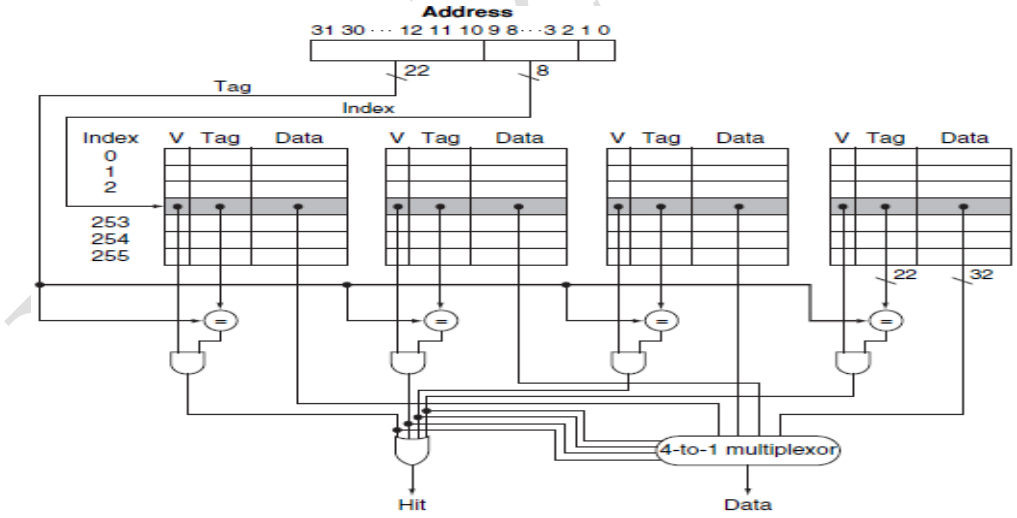 Address
31 30 ··· 12 11 10 9 8 ··· 3 2 1 0
22
8
Tag
Index
Index V Tag Data V Tag Data V Tag Data V Tag Data
0
1
2
253
254
255
22 32
= = = =
4-to-1 multiplexor
Hit Data